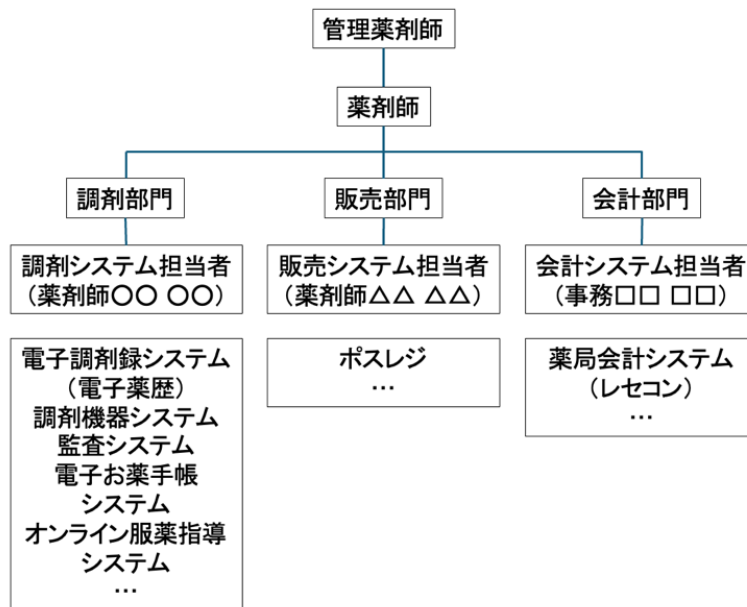 管理薬剤師
薬剤師
調剤部門
販売部門
会計部門
調剤システム担当者
（薬剤師〇〇 〇〇）
販売システム担当者
（薬剤師△△ △△）
会計システム担当者
（事務□□ □□）
電子調剤録システム
（電子薬歴）
調剤機器システム
監査システム
電子お薬手帳
システム
オンライン服薬指導
システム
…
ポスレジ
…
薬局会計システム
（レセコン）
…